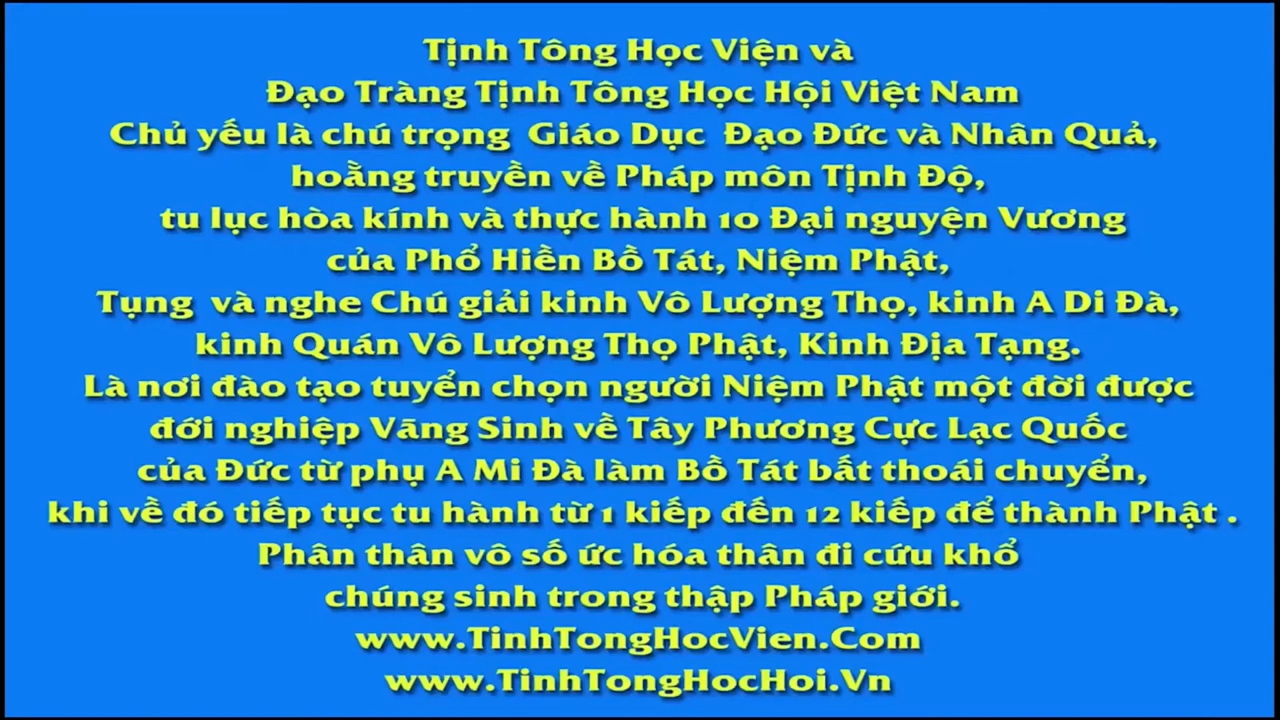 Tịnh Tông Học Viện và
Đạo Tràng Tịnh Tông Học Hội Việt Nam
Chủ yếu là chú trọng Giáo Dục Đạo Đức và Nhân Quả,
hoằng truyền về Pháp môn Tịnh Độ,
tu lục hòa kính và thực hành 10 Đại nguyện Vương
của Phổ Hiền Bồ Tát, Niệm Phật,
Tụng và nghe Chú giải kinh Vô Lượng Thọ, kinh A Di Đà,
kinh Quán Vô Lượng Thọ Phật, Kinh Địa Tạng.
Là nơi đào tạo tuyển chọn người Niệm Phật một đời được
đới nghiệp Vãng Sinh về Tây Phương Cực Lạc Quốc
của Đức từ phụ A Mi Đà làm Bồ Tát bất thoái chuyển,
khi về đó tiếp tục tu hành từ 1 kiếp đến 12 kiếp để thành Phật .
Phân thân vô số ức hóa thân đi cứu khổ
chúng sinh trong thập Pháp giới.
www.TinhTongHocVien.Com
www.TinhTongHocHoi.Vn